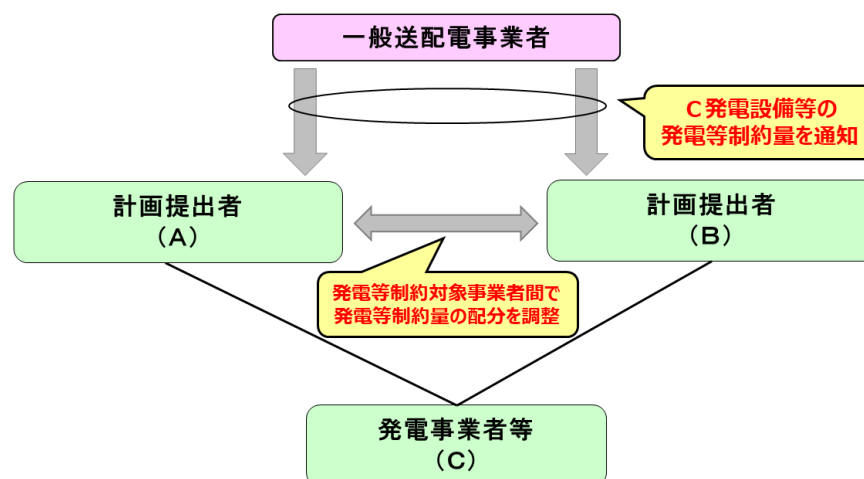 一般送配電事業者
C発電設備等の
発電等制約量を通知
計画提出者
（A）
計画提出者
（B）
発電等制約対象事業者間で
発電等制約量の配分を調整
発電事業者等
（C）